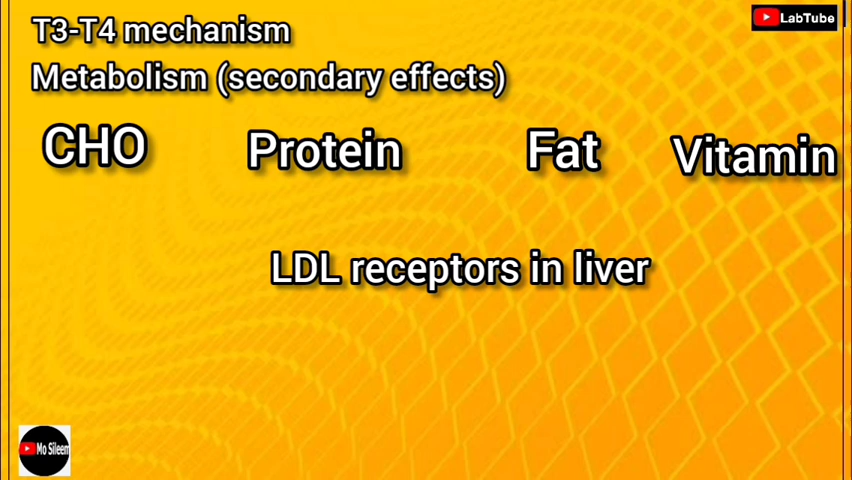 LabTube
T3-T4 mechanism
Metabolism (secondary effects)
CHO Protein Fat Vitamin
LDL receptors in liver
Mo Sileem